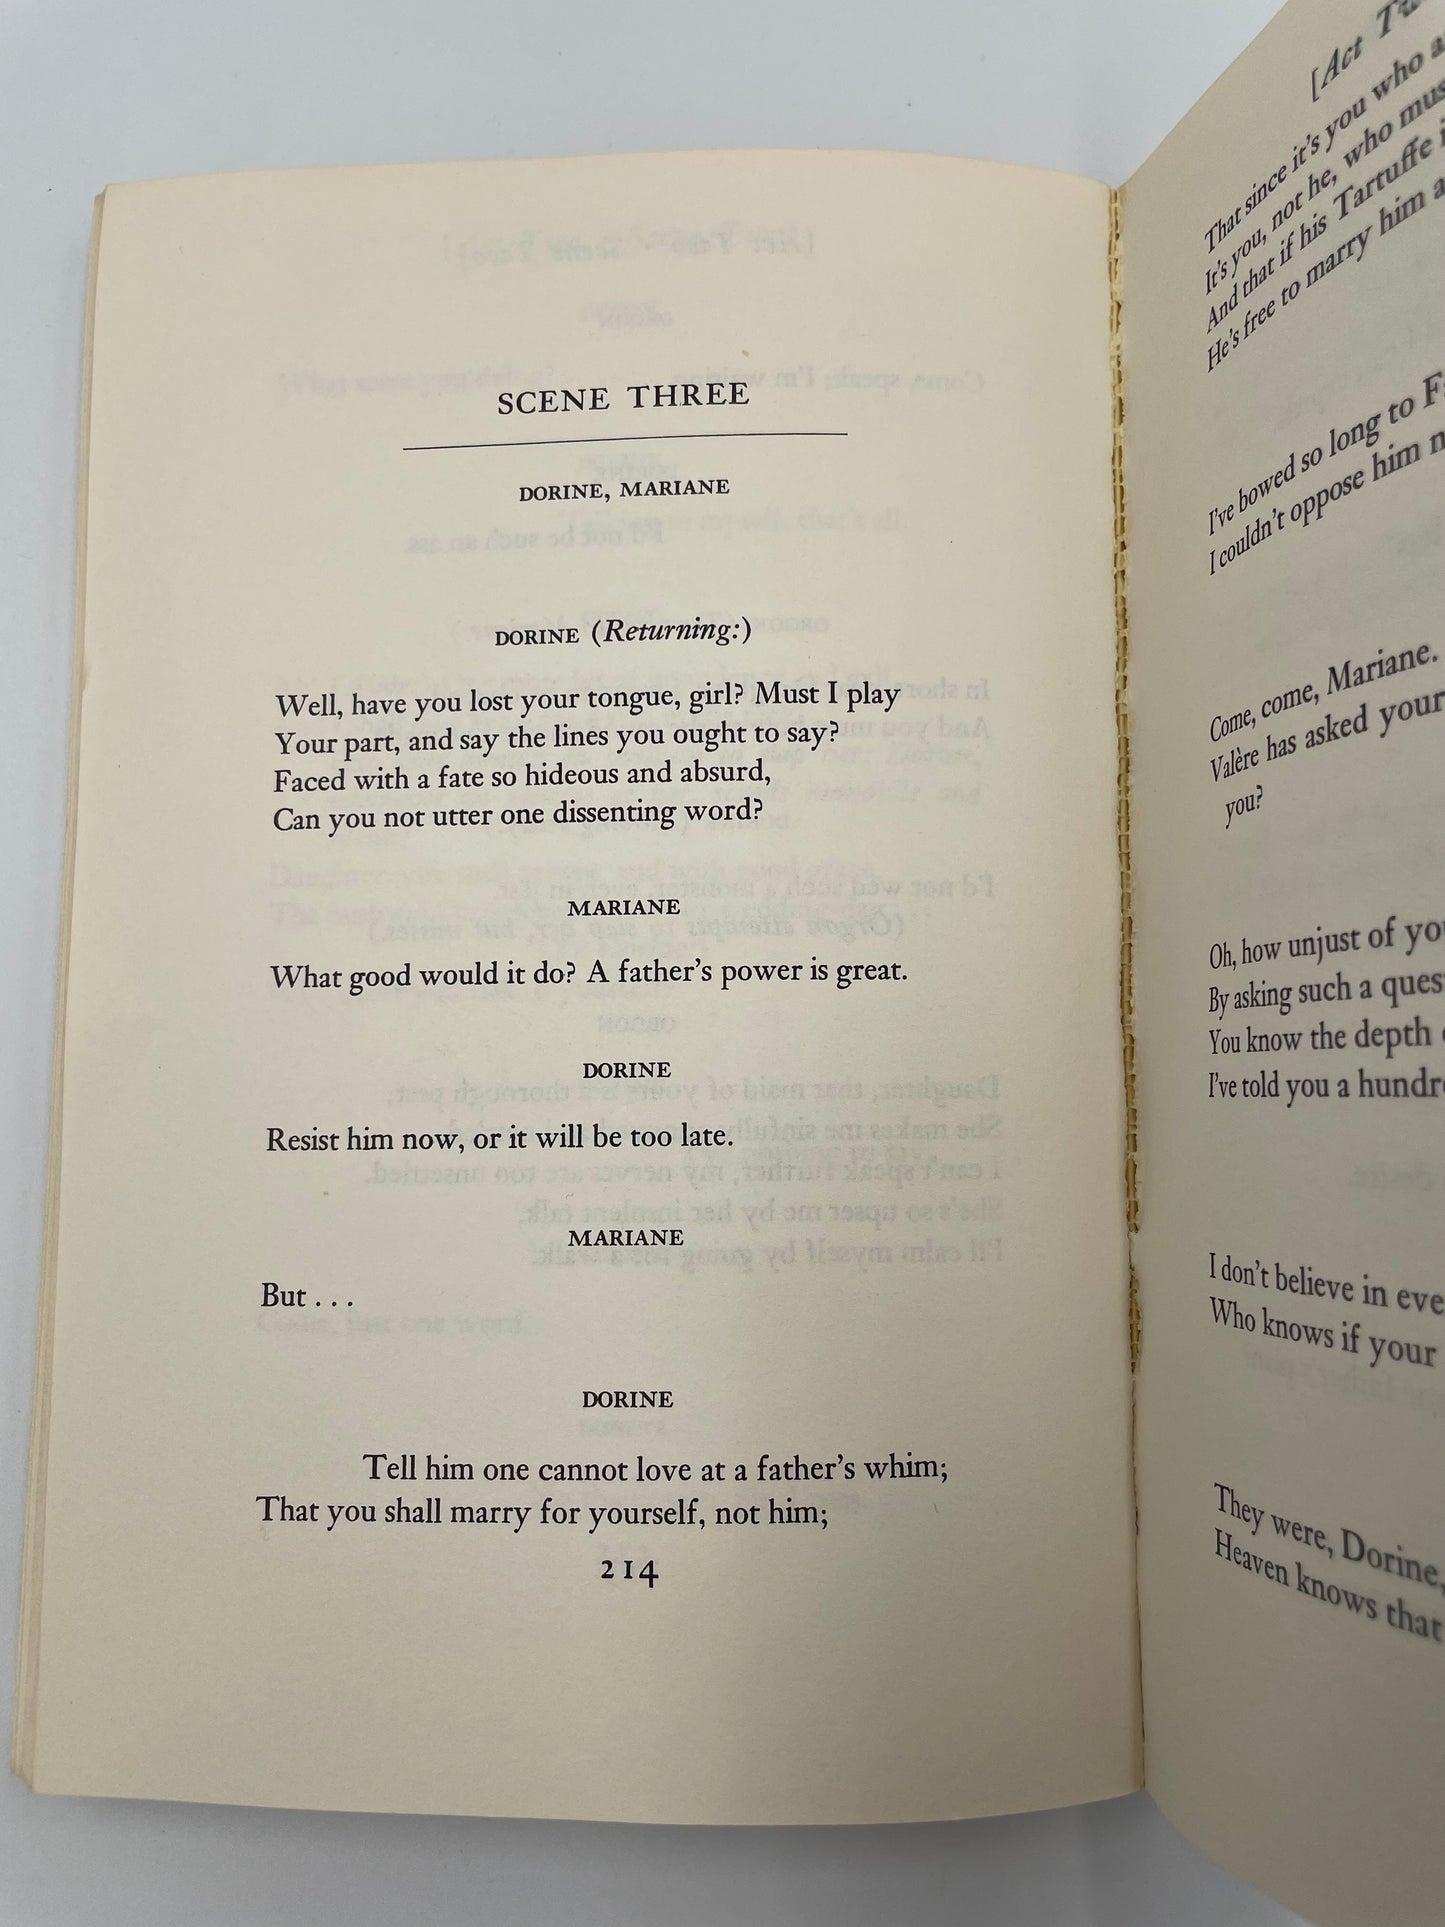 SCENE THREE
DORINE, MARIANE
DORINE (Returning:)
Well, have you lost your tongue, girl? Must I play
Your part, and say the lines you ought to say?
Faced with a fate so hideous and absurd,
Can you not utter one dissenting word?
MARIANE
What good would it do? A father's power is great.
DORINE
Resist him now, or it will be too late.
MARIANE
But . . .
DORINE
Tell him one cannot love at a father's whim;
That you shall marry for yourself, not him;
214
[Act
That since it's you who
It's you, not he, who
And that if his Tartuffe
He's free to marry him
I've bowed so long to
I couldn't oppose him
Come, come, Mariane.
Valère has asked your
you?
Oh, how unjust of
By asking such a
You know the depth
I've told you a
I don't believe in
Who knows if your
They were, Dorine,
Heaven knows that